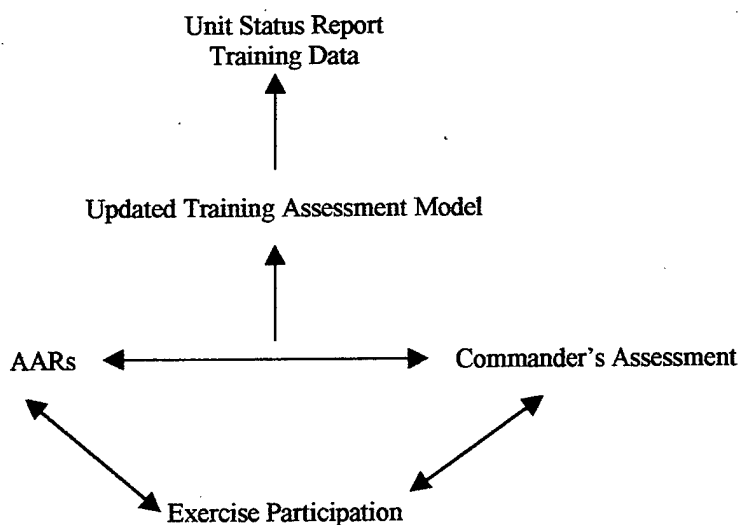 Unit Status Report
Training Data
Updated Training Assessment Model
AARs
Commander's Assessment
Exercise Participation